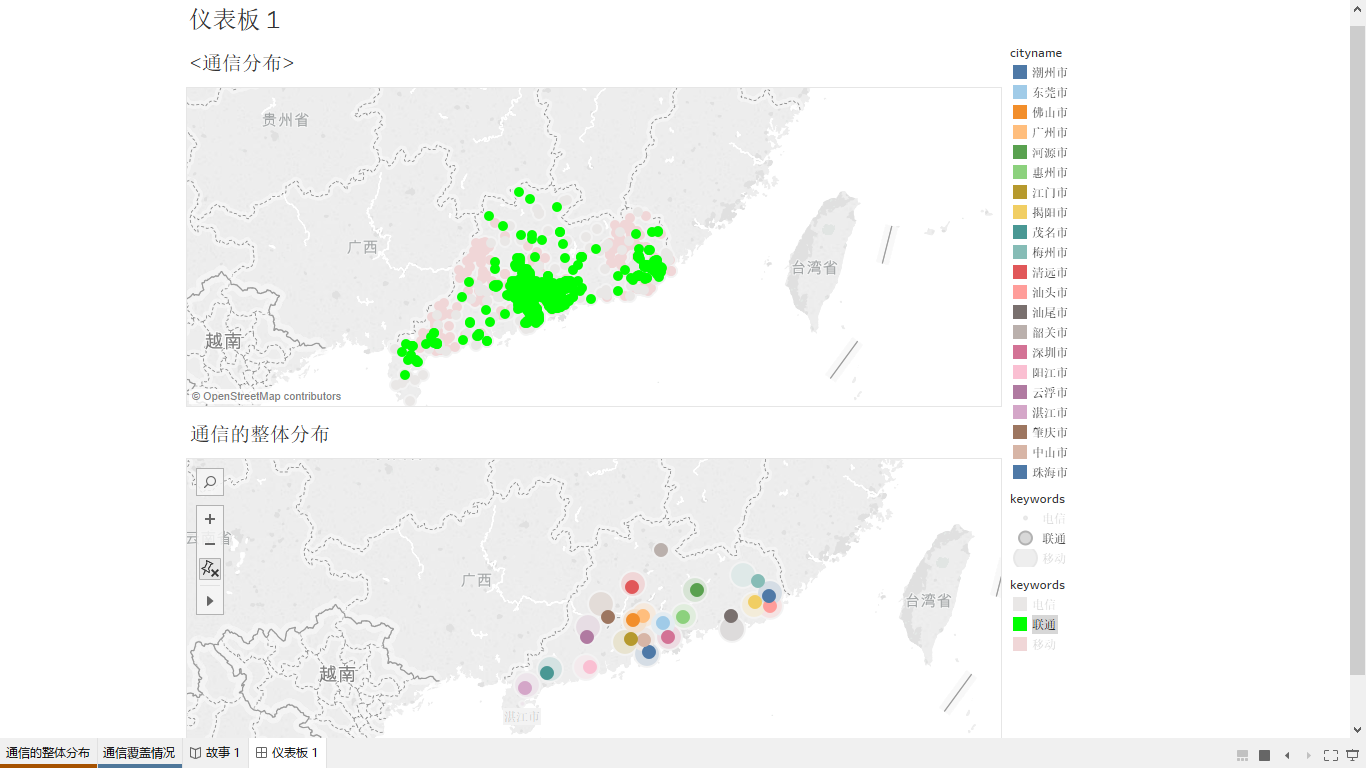 仪表板 1
<通信分布>
贵州省
广西
台湾省
越南
© OpenStreetMap contributors
通信的整体分布
广西
台湾省
越南
湛江市
cityname
潮州市
东莞市
佛山市
广州市
河源市
惠州市
江门市
揭阳市
茂名市
梅州市
清远市
汕头市
汕尾市
韶关市
深圳市
阳江市
云浮市
湛江市
肇庆市
中山市
珠海市
keywords
电信
联通
移动
keywords
电信
联通
移动
通信的整体分布
通信覆盖情况
故事 1
仪表板 1